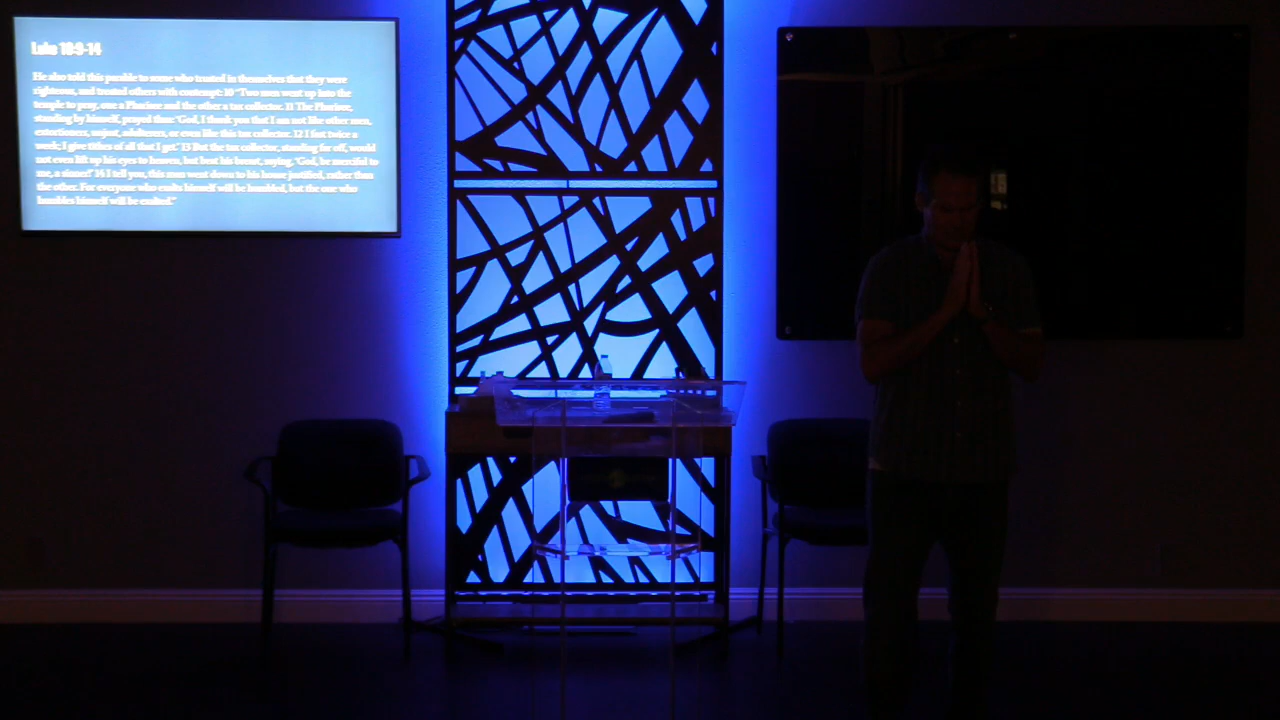 Luke 18:9-14
He also told this parable to some who trusted in themselves that they were
righteous, and treated others with contempt: 10 “Two men went up into the
temple to pray, one a Pharisee and the other a tax collector. 11 The Pharisee,
standing by himself, prayed thus: ‘God, I thank you that I am not like other men,
extortioners, unjust, adulterers, or even like this tax collector. 12 I fast twice a
week; I give tithes of all that I get.’ 13 But the tax collector, standing far off, would
not even lift up his eyes to heaven, but beat his breast, saying, ‘God, be merciful to
me, a sinner!’ 14 I tell you, this man went down to his house justified, rather than
the other. For everyone who exalts himself will be humbled, but the one who
humbles himself will be exalted.”